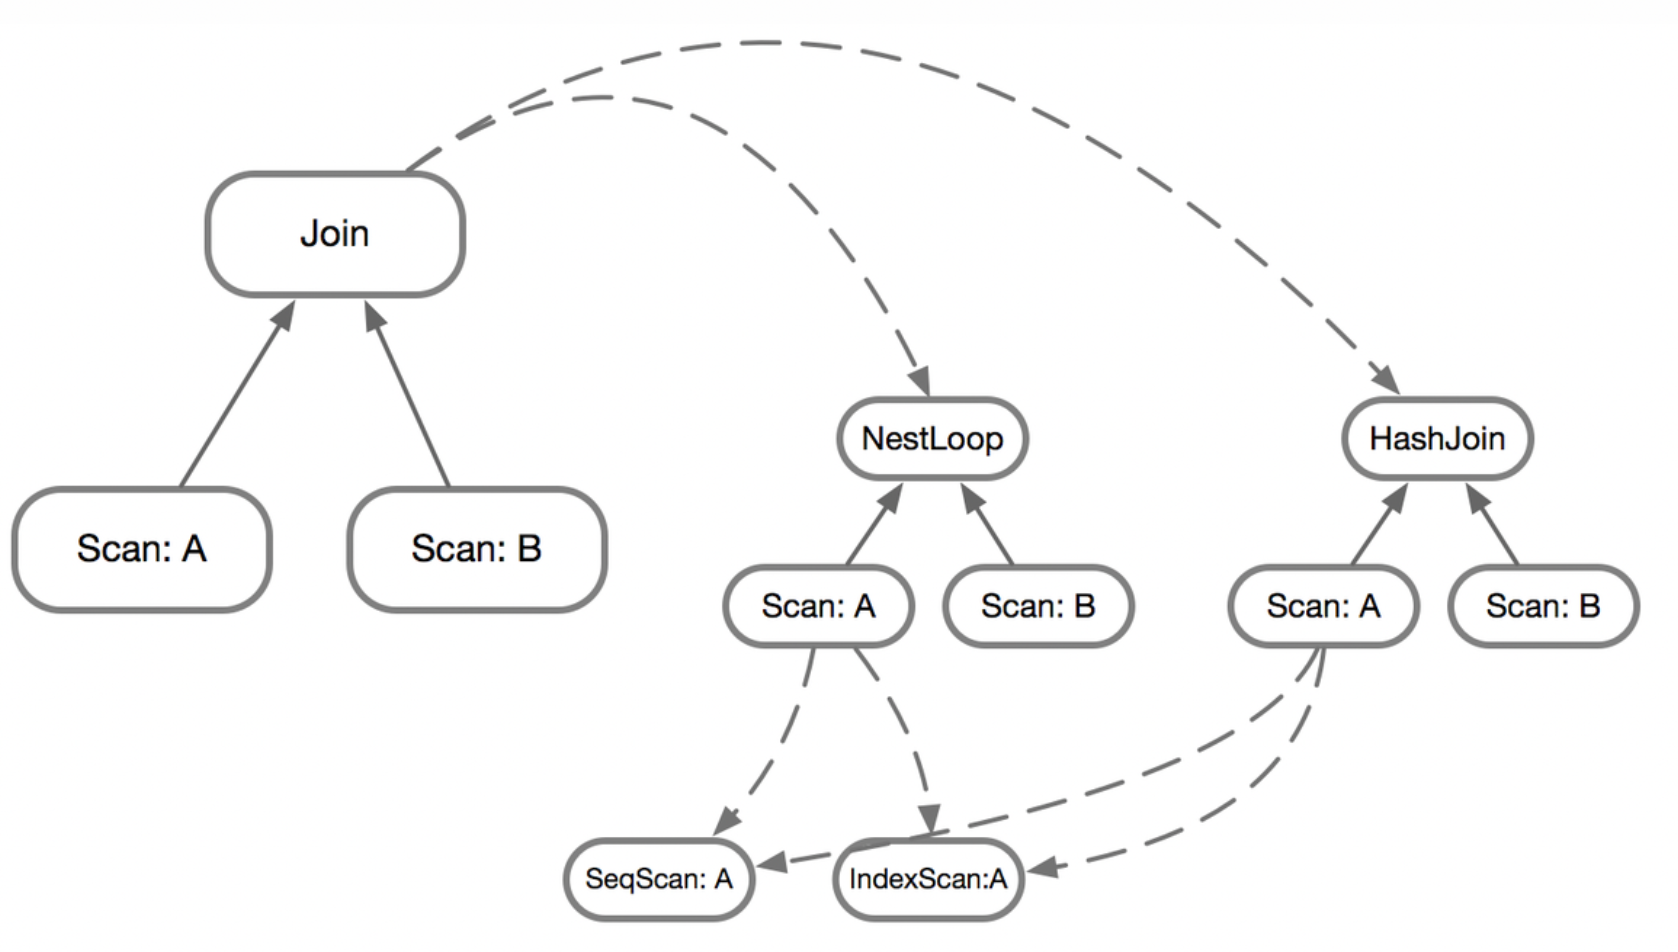 Join
NestLoop
HashJoin
Scan: A
Scan: B
Scan: A
Scan: B
Scan: A
Scan: B
SeqScan: A
IndexScan:A